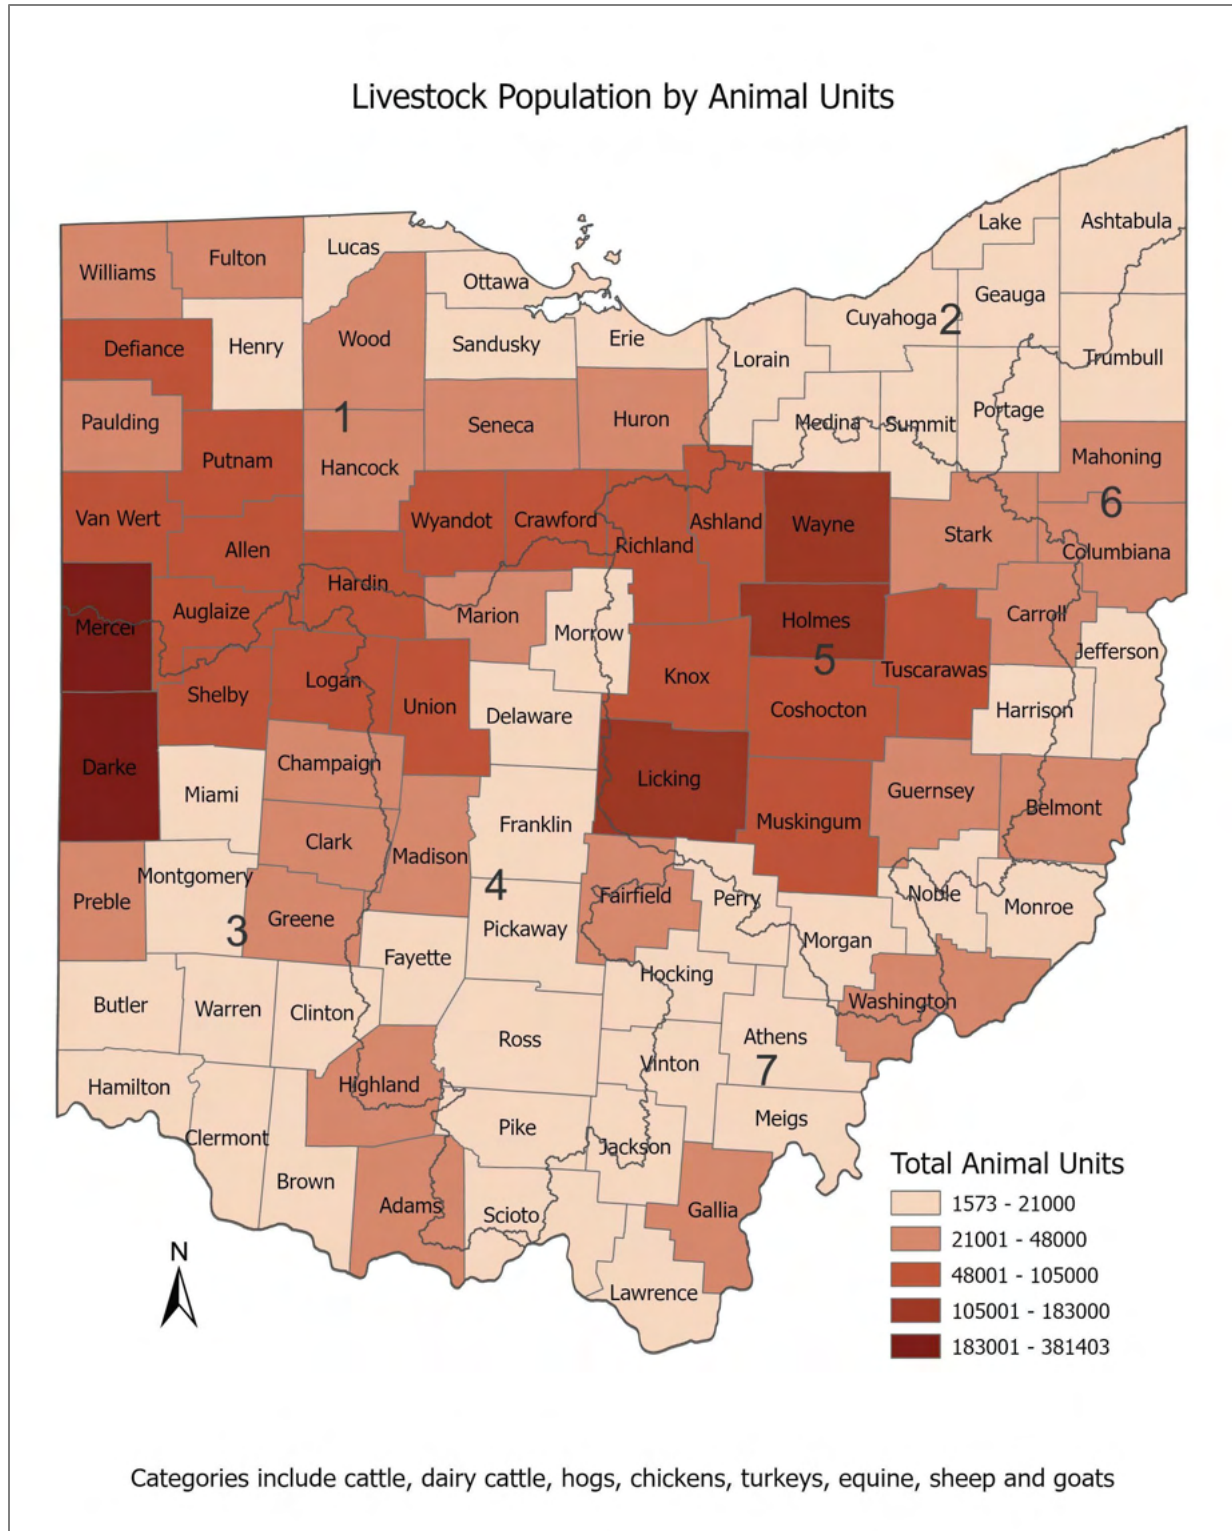 Livestock Population by Animal Units
Lake
Ashtabula
Lucas
Fulton
Williams
Ottawa
Geauga
Cuyahoga
2
Erie
Wood
Sandusky
Henry
Defiance
Lorain
Trumbull
Portage
1
Huron
Paulding
Seneca
Medina
Summit
Mahoning
Putnam
Hancock
6
Van Wert
Wyandot
Crawford
Ashland
Wayne
Stark
Allen
Richland
Columbiana
Hardin
Auglaize
Marion
Carroll
Mercer
Holmes
Morrow
Jefferson
5
Tuscarawas
Knox
Logan
Shelby
Union
Coshocton
Harrison
Delaware
Champaign
Darke
Licking
Guernsey
Miami
Belmont
Muskingum
Franklin
Clark
Madison
Montgomery
4
Fairfield
Perry
Noble
Preble
Monroe
Greene
3
Pickaway
Morgan
Fayette
Hocking
Washington
Butler
Warren
Clinton
Ross
Athens
Vinton
7
Highland
Hamilton
Meigs
Pike
Clermont
Jackson
Brown
Adams
Gallia
Scioto
Lawrence
N
Total Animal Units
1573 - 21000
21001 - 48000
48001 - 105000
105001 - 183000
183001 - 381403
Categories include cattle, dairy cattle, hogs, chickens, turkeys, equine, sheep and goats